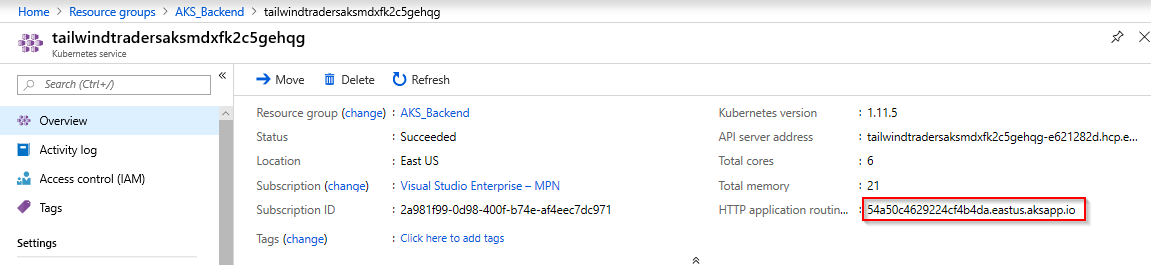 Home > Resource groups > AKS_Backend > tailwindtradersaksmdxfk2c5gehqg
tailwindtradersaksmdxfk2c5gehqg
Kubernetes service
Search (Ctrl+/)
Overview
Activity log
Access control (IAM)
Tags
Settings
Move Delete Refresh
Resource group (change) : AKS_Backend
Status : Succeeded
Location : East US
Subscription (change) : Visual Studio Enterprise – MPN
Subscription ID : 2a981f99-0d98-400f-b74e-af4eec7dc971
Tags (change) : Click here to add tags
Kubernetes version : 1.11.5
API server address : tailwindtradersaksmdxfk2c5gehqg-e621282d.hcp.e...
Total cores : 6
Total memory : 21
HTTP application routin... : 54a50c4629224cf4b4da.eastus.aksapp.io